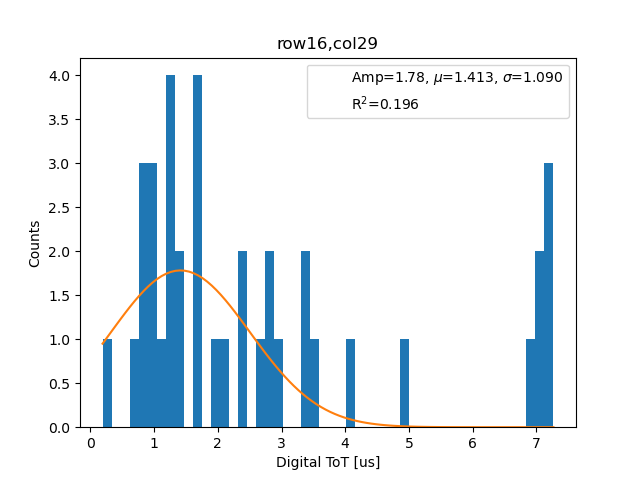 row16,col29
Amp=1.78, μ=1.413, σ=1.090
R²=0.196
4.0
3.5
3.0
2.5
2.0
1.5
1.0
0.5
0.0
Counts
0 1 2 3 4 5 6 7
Digital ToT [us]